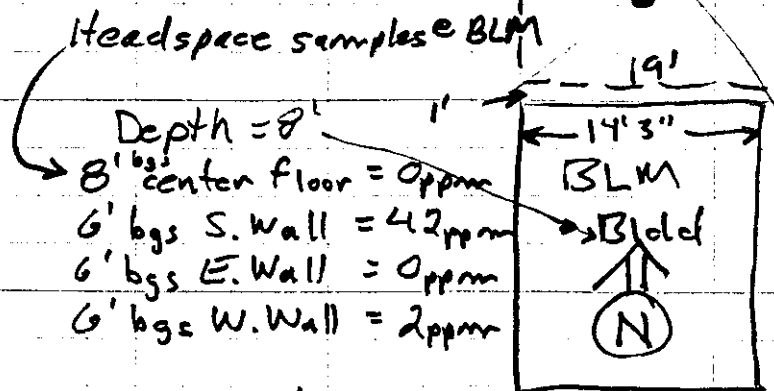 Headspace samples @ BLM
19'
Depth = 8'
1'
14'3"
8' bgs center floor = 0ppm
BLM
6' bgs S. Wall = 42ppm
6' bgs E. Wall = 0ppm
6' bgs W. Wall = 2ppm
N